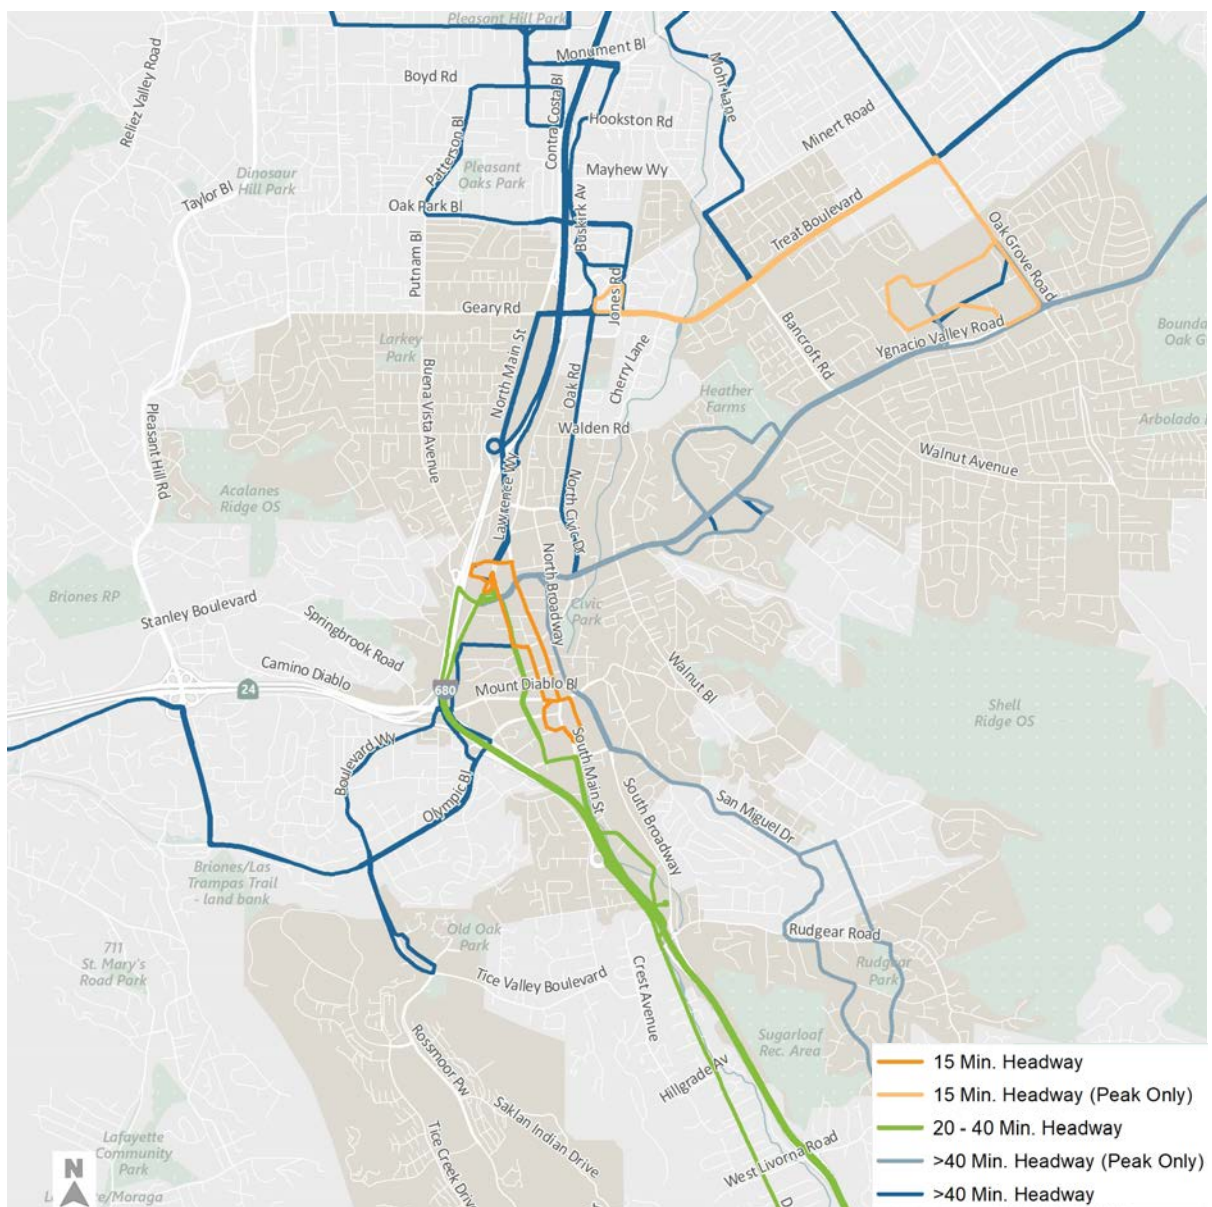 Pleasant Hill Park
Monument Bl
Reliez Valley Road
Boyd Rd
Contra Costa Bl
Mohr Lane
Hookston Rd
Minert Road
Patterson Bl
Pleasant
Oaks Park
Mayhew Wy
Dinosaur
Hill Park
Taylor Bl
Oak Park Bl
Buskirk Av
Treat Boulevard
Oak Grove Road
Putnam Bl
Geary Rd
Jones Rd
Bancroft Rd
Ygnacio Valley Road
Bounda
Oak G
Larkey
Park
North Main St
Buena Vista Avenue
Oak Rd
Cherry Lane
Heather
Farms
Pleasant Hill Rd
Walden Rd
Arbolado
Walnut Avenue
Acalanes
Ridge OS
Lawrence Wy
North Civic Dr
North Broadway
Briones RP
Stanley Boulevard
Springbrook Road
Civic
Park
Camino Diablo
24
680
Mount Diablo Bl
Walnut Bl
Shell
Ridge OS
Boulevard Wy
Olympic Bl
South Main St
South Broadway
San Miguel Dr
Briones/Las
Trampas Trail
- land bank
Old Oak
Park
Rudgear Road
Rudgear
Park
711
St. Mary's
Road Park
Tice Valley Boulevard
Crest Avenue
Sugarloaf
Rec. Area
Rossmoor Pw
Hillgrade Av
Saklan Indian Drive
Tice Creek Drive
West Livorna Road
Lafayette
Community
Park
re/Moraga
D
N
15 Min. Headway
15 Min. Headway (Peak Only)
20 - 40 Min. Headway
>40 Min. Headway (Peak Only)
>40 Min. Headway